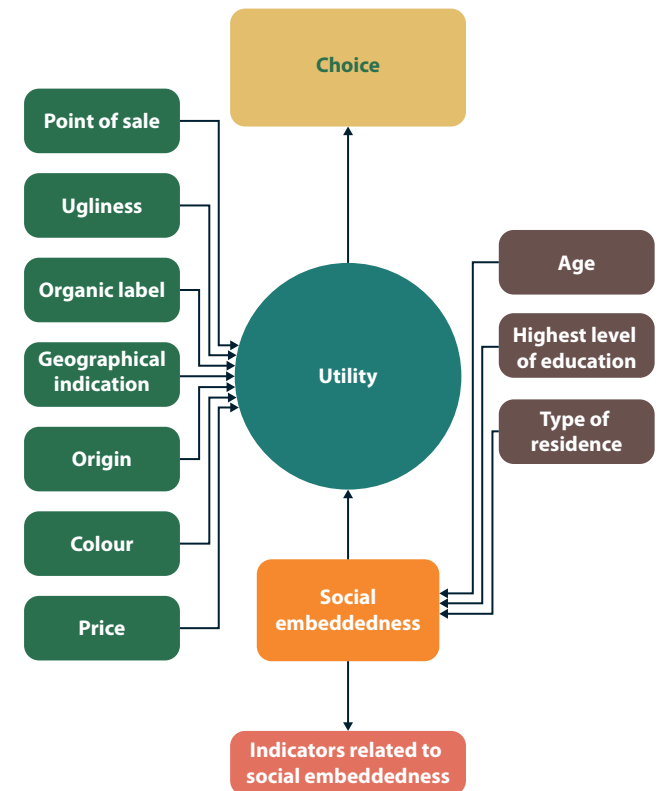 Choice
Point of sale
Ugliness
Organic label
Geographical
indication
Origin
Colour
Price
Utility
Age
Highest level
of education
Type of
residence
Social
embeddedness
Indicators related to
social embeddedness